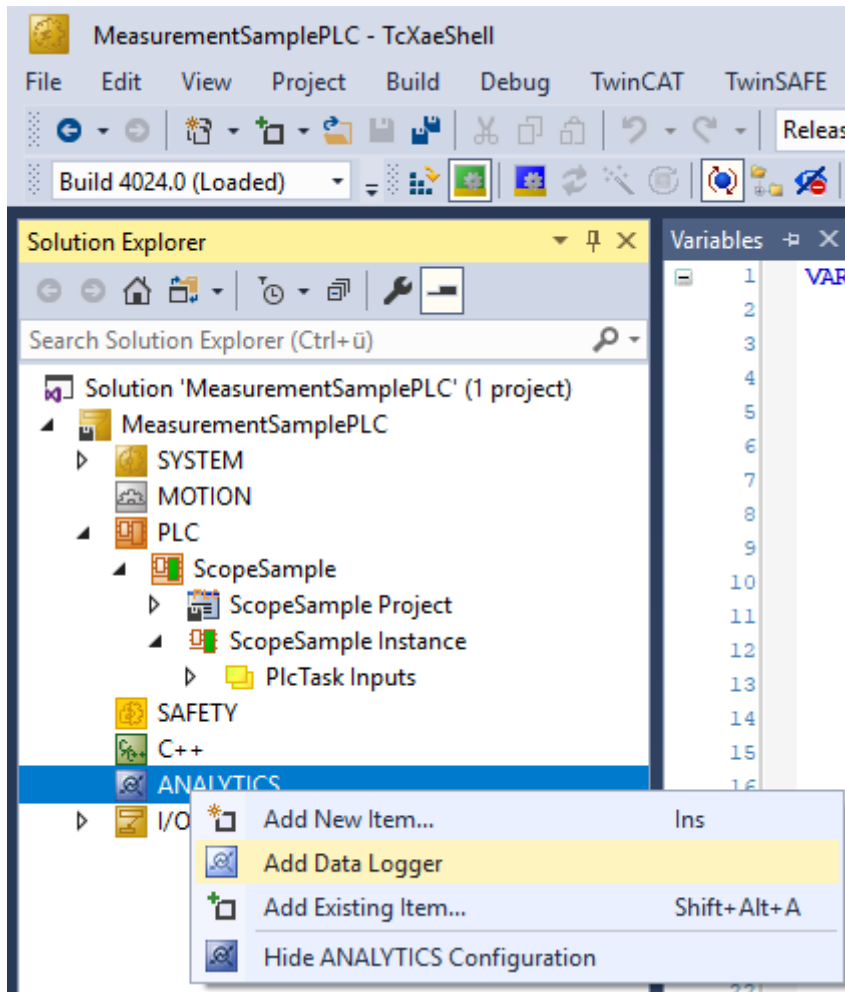 MeasurementSamplePLC - TcXaeShell
File Edit View Project Build Debug TwinCAT TwinSAFE
Build 4024.0 (Loaded)
Solution Explorer
Variables
Search Solution Explorer (Ctrl+ü)
Solution 'MeasurementSamplePLC' (1 project)
MeasurementSamplePLC
SYSTEM
MOTION
PLC
ScopeSample
ScopeSample Project
ScopeSample Instance
PlcTask Inputs
SAFETY
C++
ANALYTICS
I/O
Add New Item... Ins
Add Data Logger
Add Existing Item... Shift+Alt+A
Hide ANALYTICS Configuration
1 VAR
2
3
4
5
6
7
8
9
10
11
12
13
14
15
16